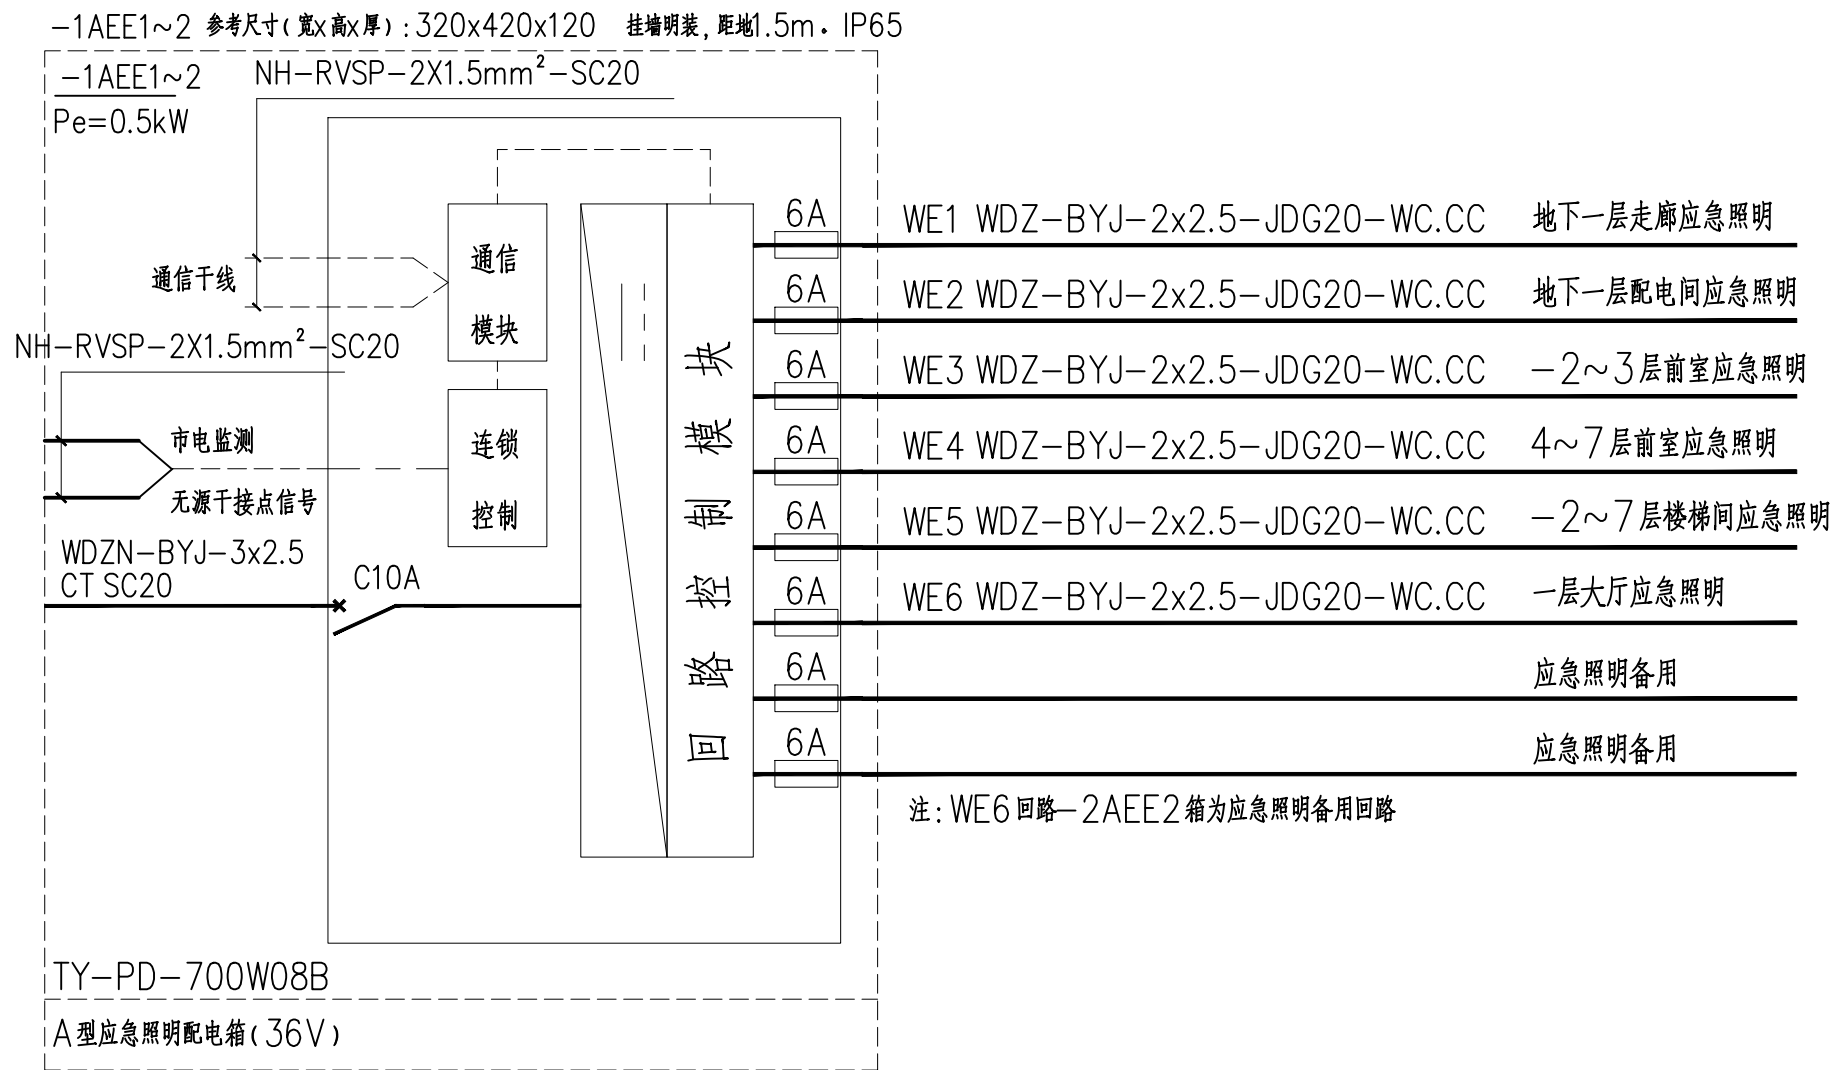 -1AEE1~2 参考尺寸(宽x高x厚):320x420x120 挂墙明装,距地1.5m。IP65
-1AEE1~2
NH-RVSP-2X1.5mm²-SC20
Pe=0.5kW
通信干线
通信
模块
NH-RVSP-2X1.5mm²-SC20
市电监测
无源干接点信号
连锁
控制
WDZN-BYJ-3x2.5
CT SC20
C10A
回路控制模块
6A WE1 WDZ-BYJ-2x2.5-JDG20-WC.CC 地下一层走廊应急照明
6A WE2 WDZ-BYJ-2x2.5-JDG20-WC.CC 地下一层配电间应急照明
6A WE3 WDZ-BYJ-2x2.5-JDG20-WC.CC -2~3层前室应急照明
6A WE4 WDZ-BYJ-2x2.5-JDG20-WC.CC 4~7层前室应急照明
6A WE5 WDZ-BYJ-2x2.5-JDG20-WC.CC -2~7层楼梯间应急照明
6A WE6 WDZ-BYJ-2x2.5-JDG20-WC.CC 一层大厅应急照明
6A 应急照明备用
6A 应急照明备用
注:WE6回路-2AEE2箱为应急照明备用回路
TY-PD-700W08B
A型应急照明配电箱(36V)